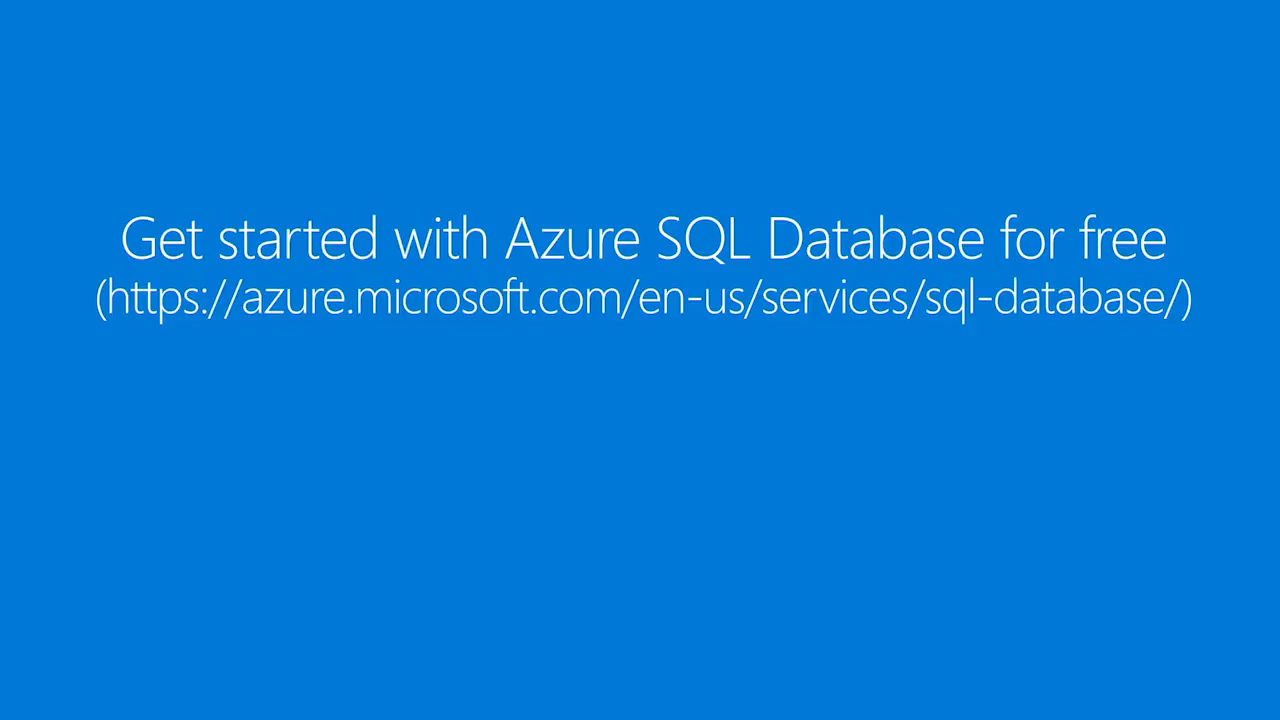 Get started with Azure SQL Database for free
(https://azure.microsoft.com/en-us/services/sql-database/)